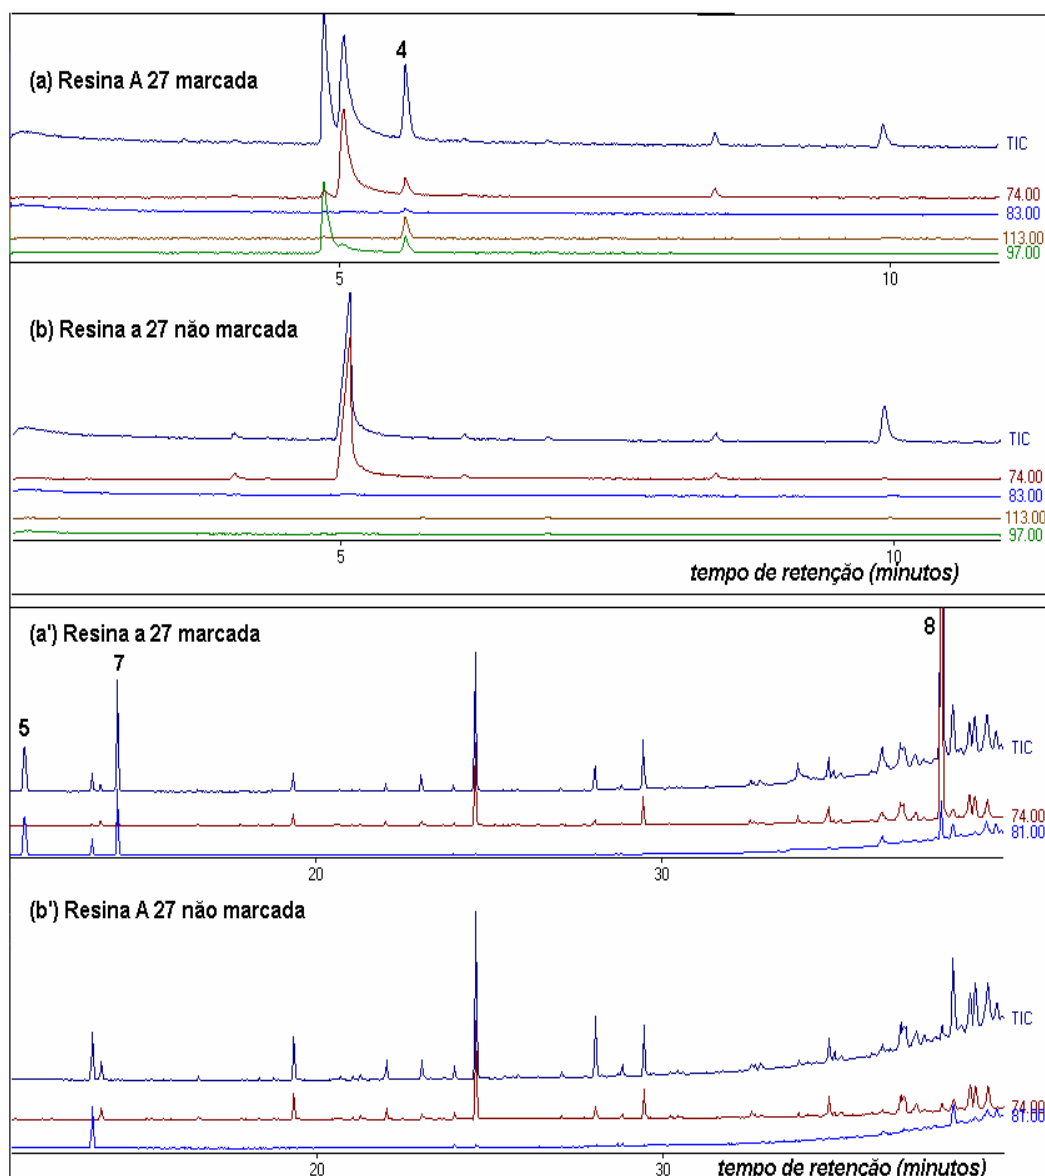 4
(a) Resina A 27 marcada
TIC
74.00
83.00
113.00
97.00
5 10
(b) Resina a 27 não marcada
TIC
74.00
83.00
113.00
97.00
5 10
tempo de retenção (minutos)
(a') Resina a 27 marcada
8
7
5
TIC
74.00
81.00
20 30
(b') Resina A 27 não marcada
TIC
74.00
81.00
20 30
tempo de retenção (minutos)